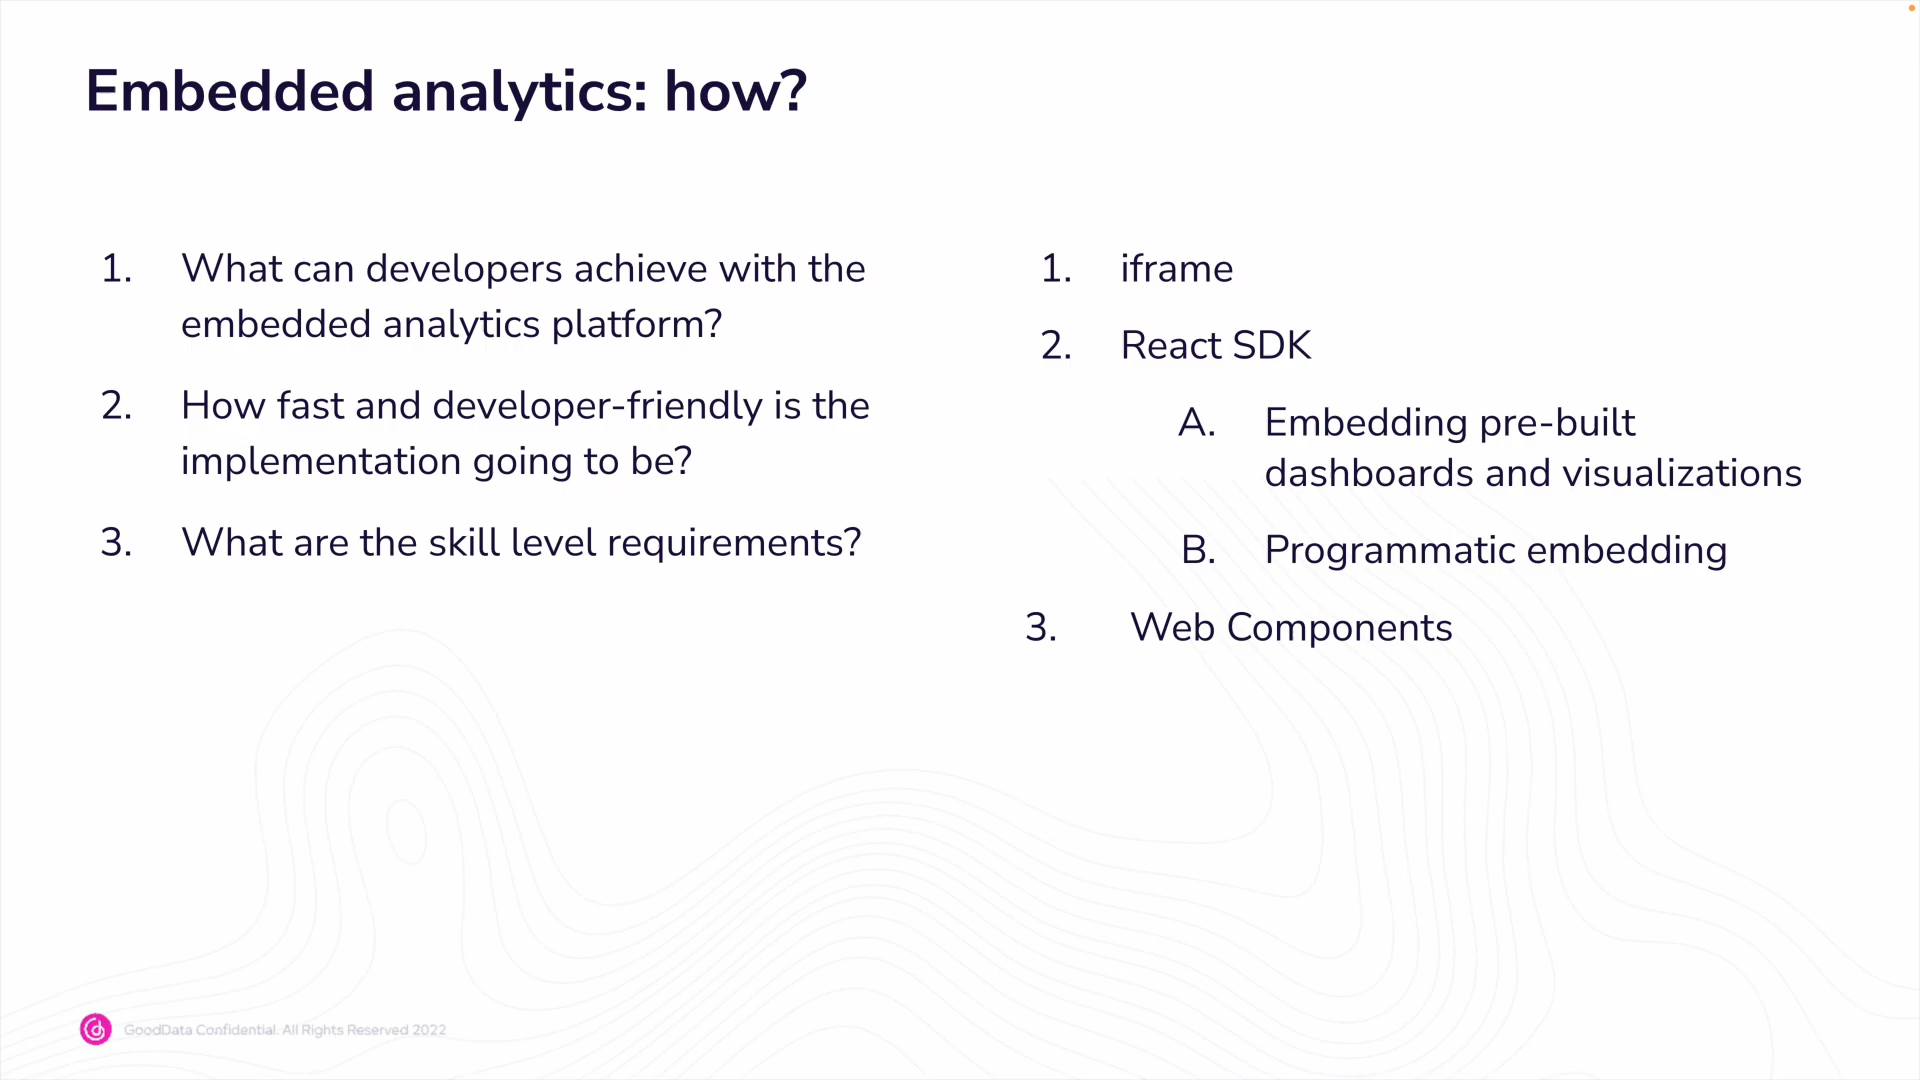 Embedded analytics: how?
1. What can developers achieve with the
embedded analytics platform?
2. How fast and developer-friendly is the
implementation going to be?
3. What are the skill level requirements?
1. iframe
2. React SDK
A. Embedding pre-built
dashboards and visualizations
B. Programmatic embedding
3. Web Components
GoodData Confidential. All Rights Reserved 2022